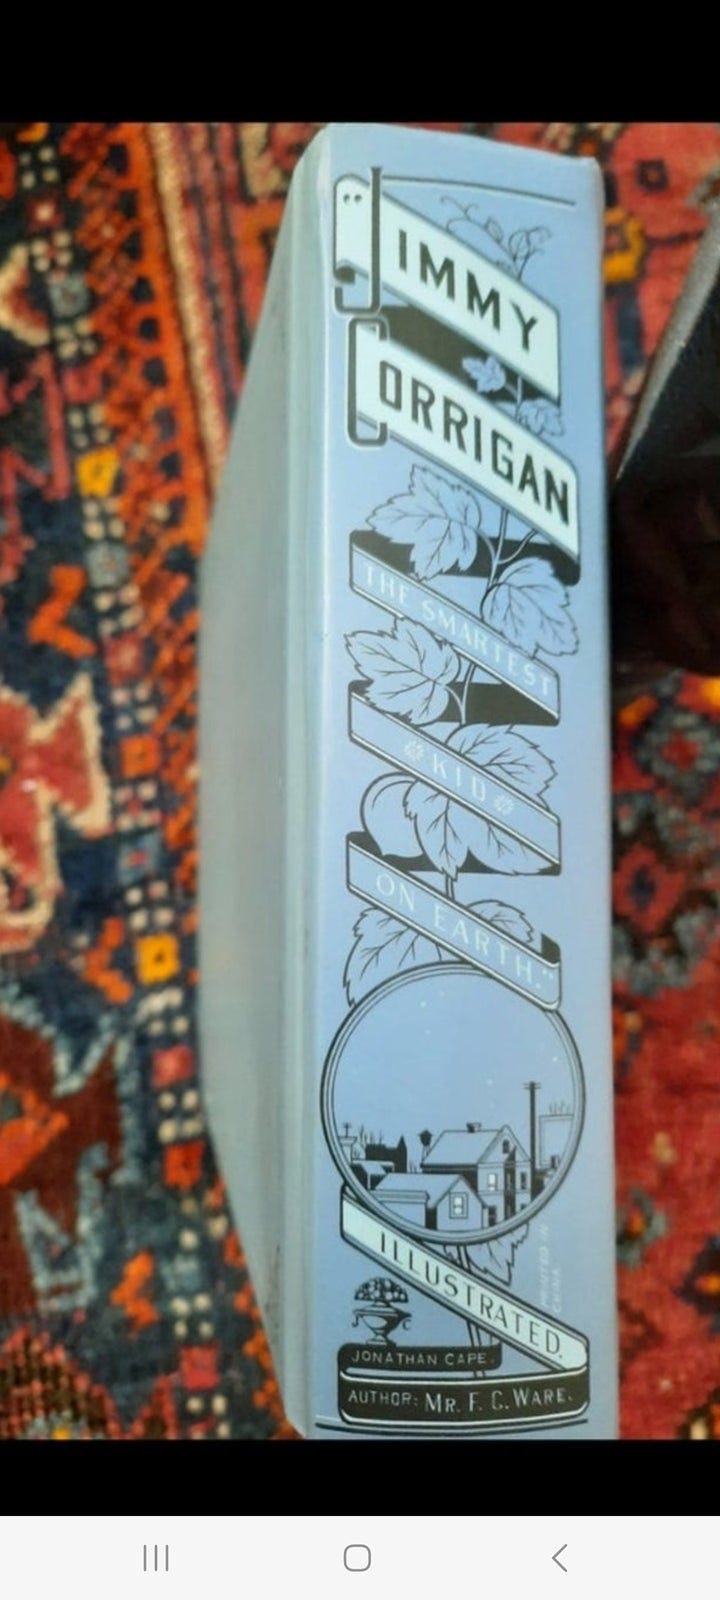 "JIMMY
CORRIGAN
THE SMARTEST
KID
ON EARTH."
ILLUSTRATED.
PRINTED IN
CHINA
JONATHAN CAPE.
AUTHOR: MR. F. C. WARE.